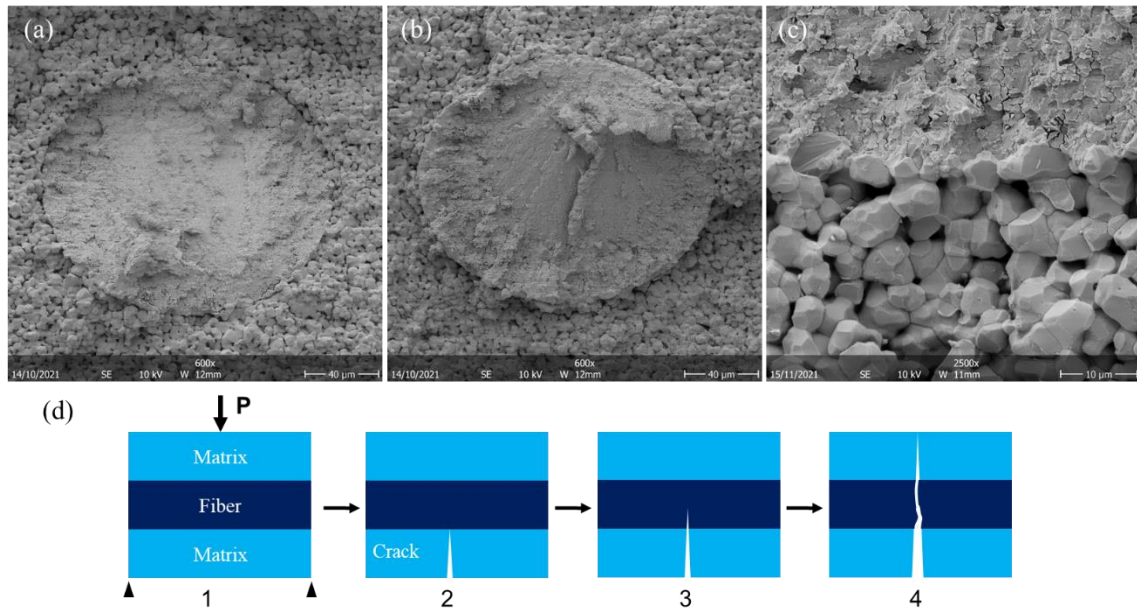 (a)
600x
14/10/2021 SE 10 kV W 12mm 40 µm
(b)
600x
14/10/2021 SE 10 kV W 12mm 40 µm
(c)
2500x
15/11/2021 SE 10 kV W 11mm 10 µm
(d)
P
Matrix
Fiber
Matrix
Crack
1
2
3
4